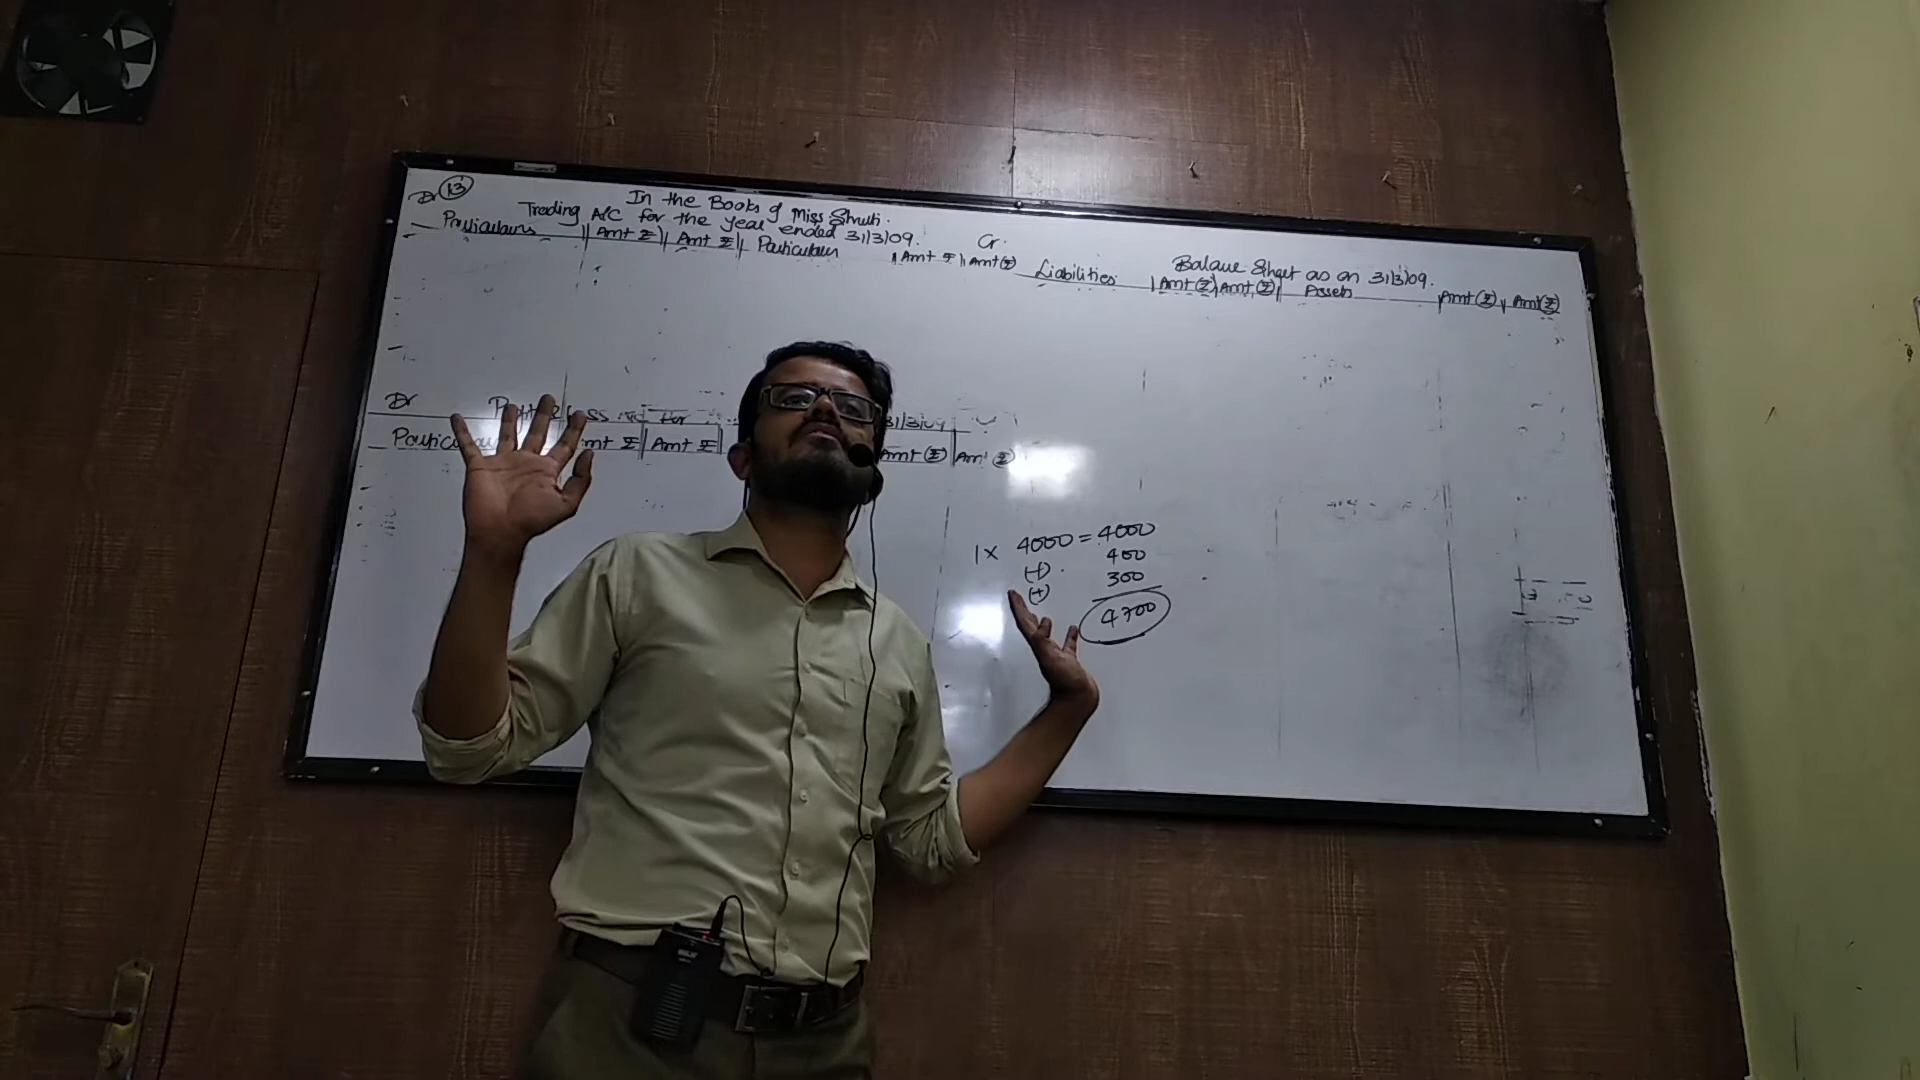 13
In the Books of Miss Shruti.
Dr Trading A/C for the year ended 31/3/09. Cr.
Particulars Amt ₹ Amt ₹ Particulars Amt ₹ Amt (₹)
Balance Sheet as on 31/3/09.
Liabilities Amt (₹) Amt (₹) Assets Amt (₹) Amt (₹)
Dr
Amt ₹ Amt ₹ Amt (₹) Amt (₹)
1 x 4000 = 4000
(+) 400
(+) 300
4700